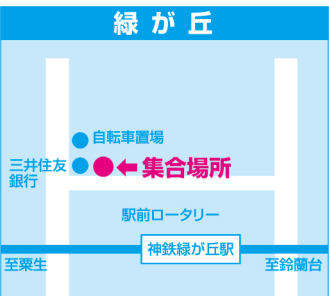 緑が丘
自転車置場
三井住友
銀行
←集合場所
駅前ロータリー
神鉄緑が丘駅
至粟生
至鈴蘭台